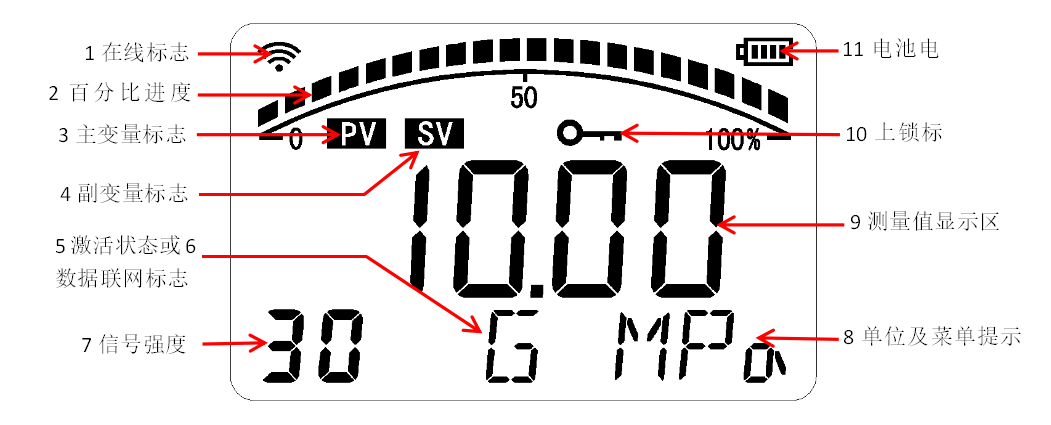 1 在线标志
11 电池电
2 百分比进度
50
3 主变量标志
0
PV
SV
100%
10 上锁标
4 副变量标志
10.00
9 测量值显示区
5 激活状态或 6
数据联网标志
7 信号强度
30
G
MPa
8 单位及菜单提示